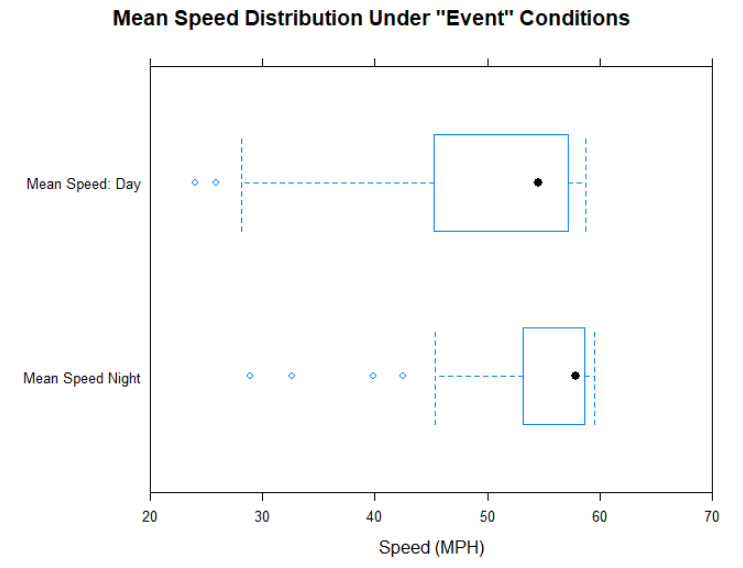 Mean Speed Distribution Under "Event" Conditions
Mean Speed: Day
Mean Speed Night
20 30 40 50 60 70
Speed (MPH)